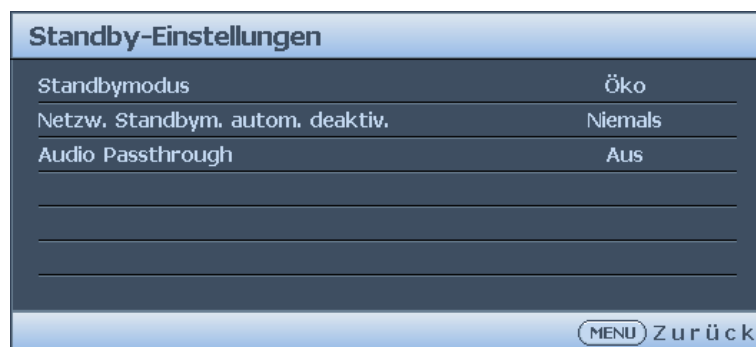 Standby-Einstellungen
Standbymodus Öko
Netzw. Standbym. autom. deaktiv. Niemals
Audio Passthrough Aus
MENU Zurück